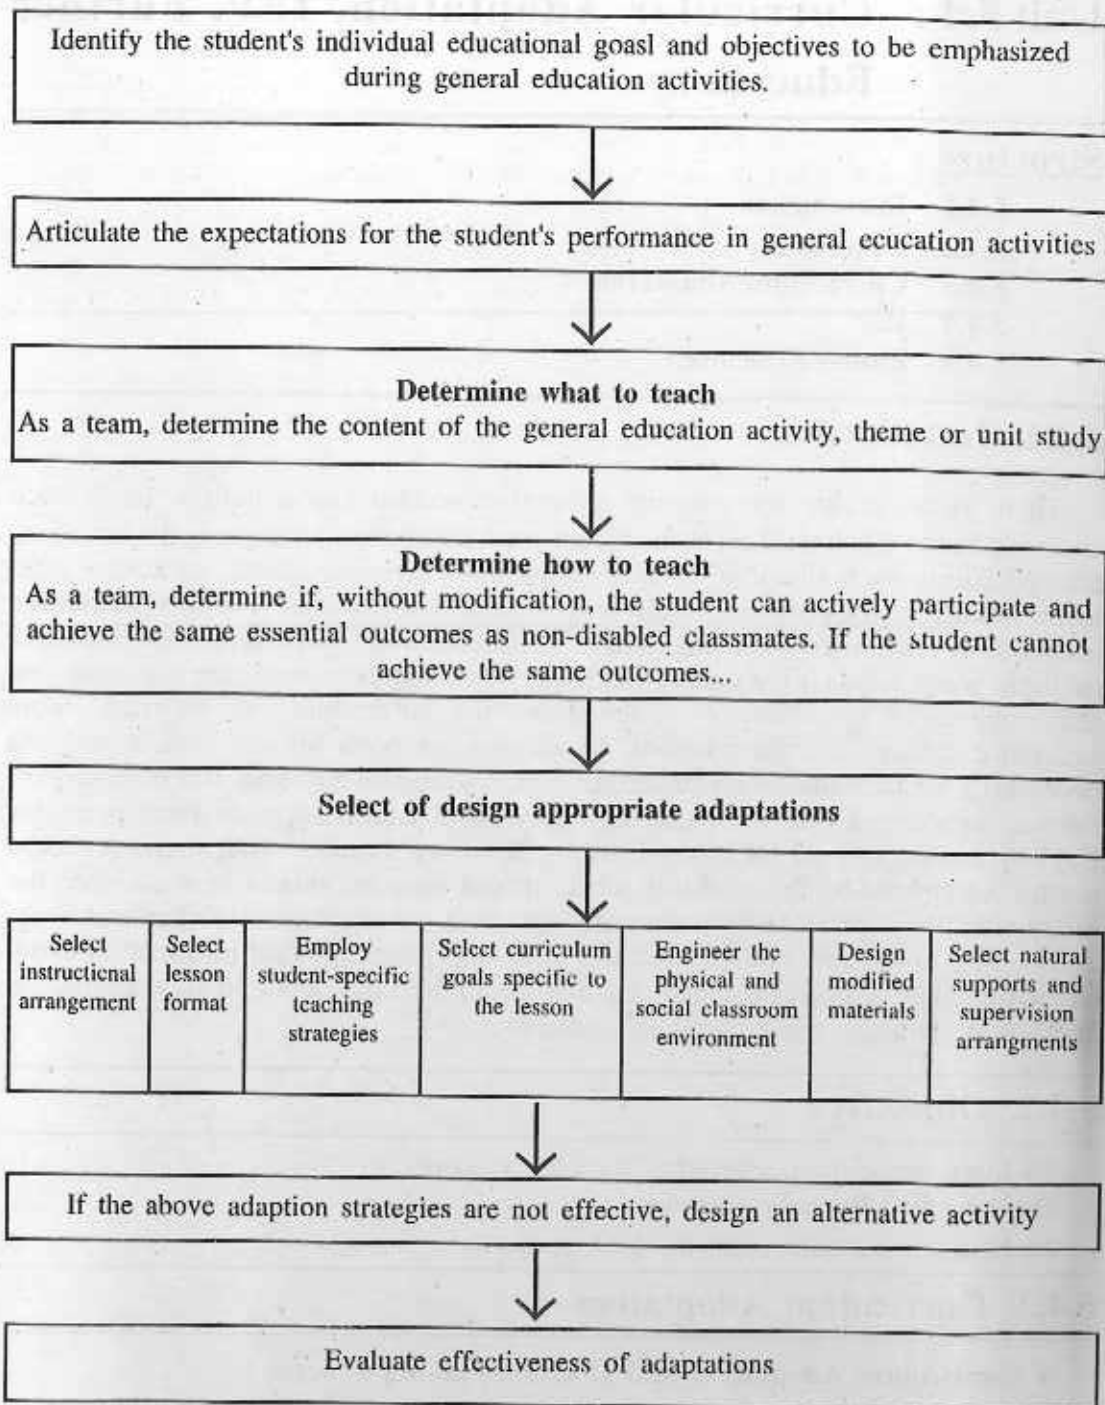 Identify the student's individual educational goasl and objectives to be emphasized
during general education activities.
Articulate the expectations for the student's performance in general ecucation activities
Determine what to teach
As a team, determine the content of the general education activity, theme or unit study
Determine how to teach
As a team, determine if, without modification, the student can actively participate and
achieve the same essential outcomes as non-disabled classmates. If the student cannot
achieve the same outcomes...
Select of design appropriate adaptations
Select
instructional
arrangement
Select
lesson
format
Employ
student-specific
teaching
strategies
Select curriculum
goals specific to
the lesson
Engineer the
physical and
social classroom
environment
Design
modified
materials
Select natural
supports and
supervision
arrangments
If the above adaption strategies are not effective, design an alternative activity
Evaluate effectiveness of adaptations